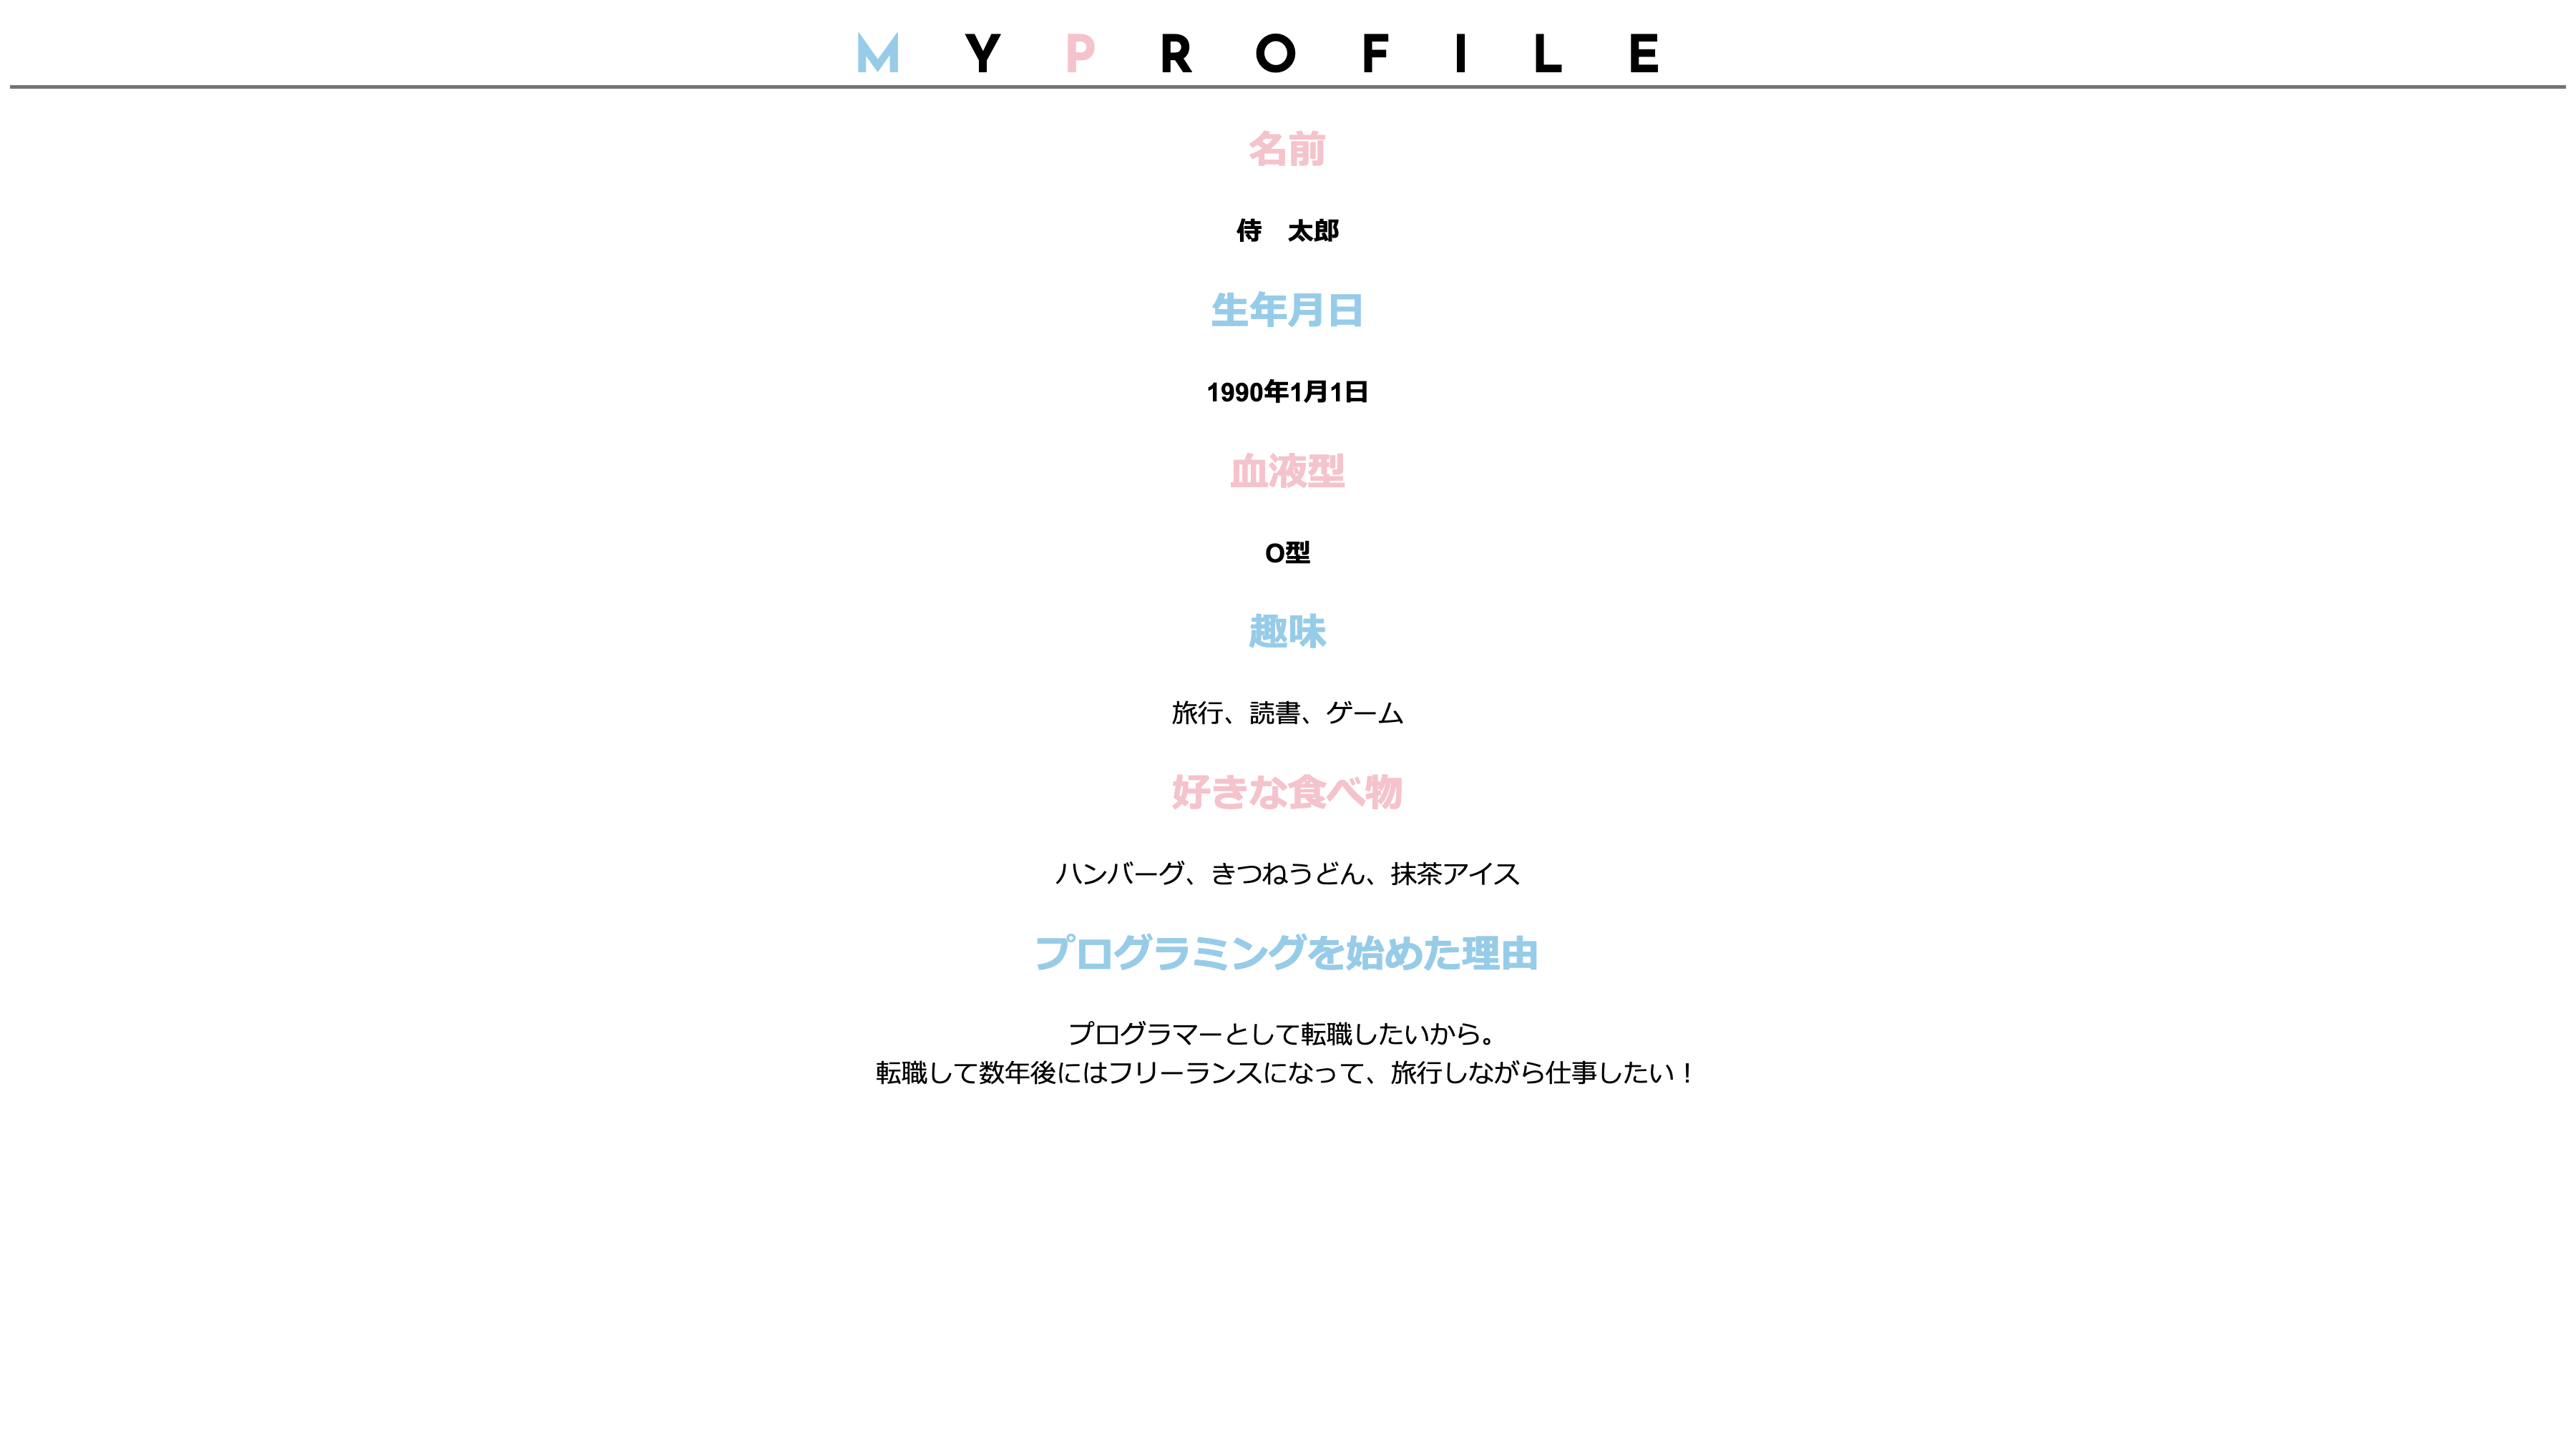 MYPROFILE
名前
侍　太郎
生年月日
1990年1月1日
血液型
O型
趣味
旅行、読書、ゲーム
好きな食べ物
ハンバーグ、きつねうどん、抹茶アイス
プログラミングを始めた理由
プログラマーとして転職したいから。
転職して数年後にはフリーランスになって、旅行しながら仕事したい！